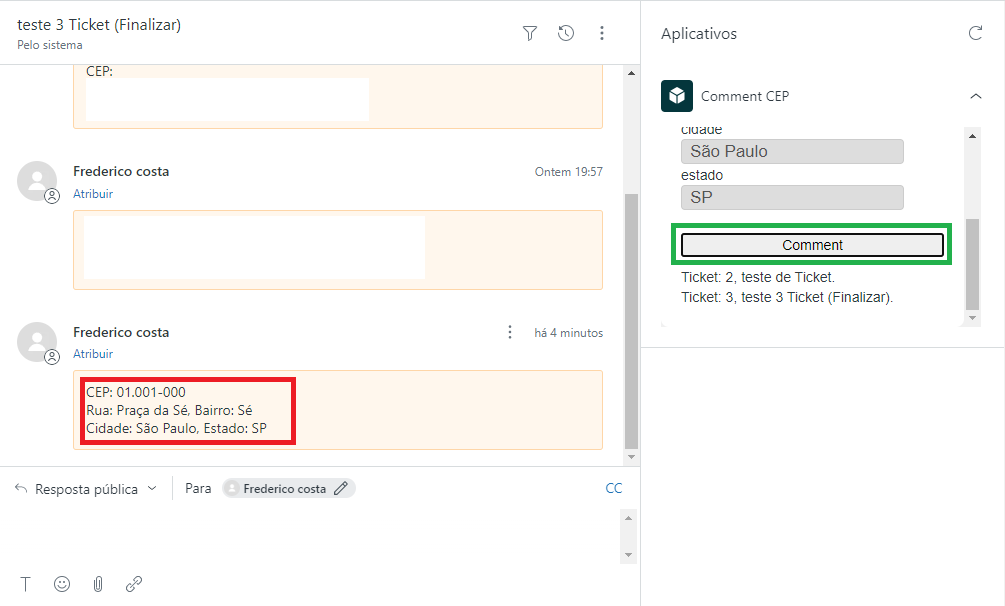 teste 3 Ticket (Finalizar)
Pelo sistema
CEP:
Frederico costa
Ontem 19:57
Atribuir
Frederico costa
há 4 minutos
Atribuir
CEP: 01.001-000
Rua: Praça da Sé, Bairro: Sé
Cidade: São Paulo, Estado: SP
Resposta pública
Para
Frederico costa
CC
T
Aplicativos
Comment CEP
cidade
São Paulo
estado
SP
Comment
Ticket: 2, teste de Ticket.
Ticket: 3, teste 3 Ticket (Finalizar).